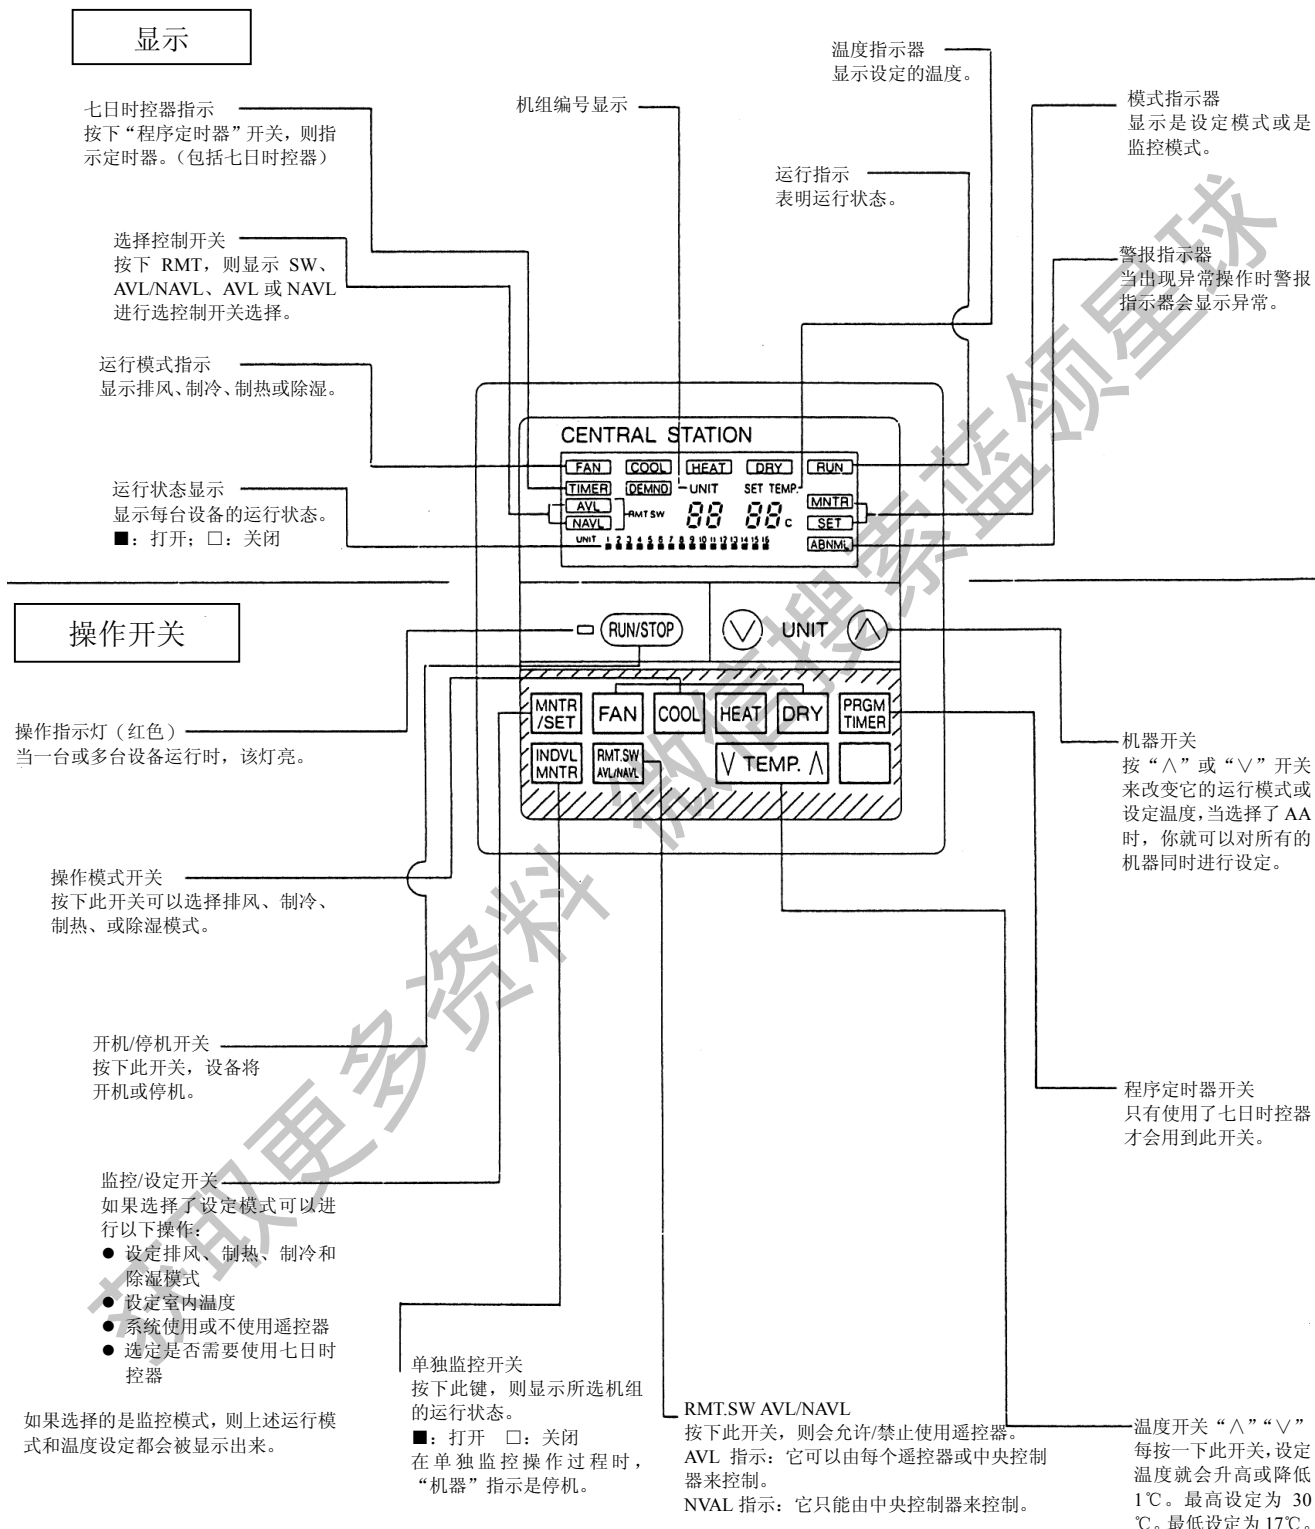 显示
七日时控器指示
按下“程序定时器”开关，则指
示定时器。（包括七日时控器）
选择控制开关
按下 RMT，则显示 SW、
AVL/NAVL、AVL 或 NAVL
进行选控制开关选择。
运行模式指示
显示排风、制冷、制热或除湿。
运行状态显示
显示每台设备的运行状态。
■：打开；□：关闭
机组编号显示
温度指示器
显示设定的温度。
运行指示
表明运行状态。
模式指示器
显示是设定模式或是
监控模式。
警报指示器
当出现异常操作时警报
指示器会显示异常。
CENTRAL STATION
FAN COOL HEAT DRY RUN
TIMER DEMND UNIT SET TEMP.
AVL
NAVL
RMT SW
88 88 c
MNTR
SET
UNIT 1 2 3 4 5 6 7 8 9 10 11 12 13 14 15 16
ABNML
RUN/STOP
∨ UNIT ∧
MNTR
/SET
FAN COOL HEAT DRY
PRGM
TIMER
INDVL
MNTR
RMT.SW
AVL/NAVL
∨ TEMP. ∧
操作开关
操作指示灯（红色）
当一台或多台设备运行时，该灯亮。
操作模式开关
按下此开关可以选择排风、制冷、
制热、或除湿模式。
开机/停机开关
按下此开关，设备将
开机或停机。
监控/设定开关
如果选择了设定模式可以进
行以下操作：
● 设定排风、制热、制冷和
除湿模式
● 设定室内温度
● 系统使用或不使用遥控器
● 选定是否需要使用七日时
控器
如果选择的是监控模式，则上述运行模
式和温度设定都会被显示出来。
单独监控开关
按下此键，则显示所选机组
的运行状态。
■：打开 □：关闭
在单独监控操作过程时，
“机器”指示是停机。
RMT.SW AVL/NAVL
按下此开关，则会允许/禁止使用遥控器。
AVL 指示：它可以由每个遥控器或中央控制
器来控制。
NVAL 指示：它只能由中央控制器来控制。
机器开关
按“∧”或“∨”开关
来改变它的运行模式或
设定温度，当选择了 AA
时，你就可以对所有的
机器同时进行设定。
程序定时器开关
只有使用了七日时控器
才会用到此开关。
温度开关“∧”“∨”
每按一下此开关，设定
温度就会升高或降低
1℃。最高设定为 30
℃。最低设定为 17℃。
获取更多资料 微信搜索蓝领星球